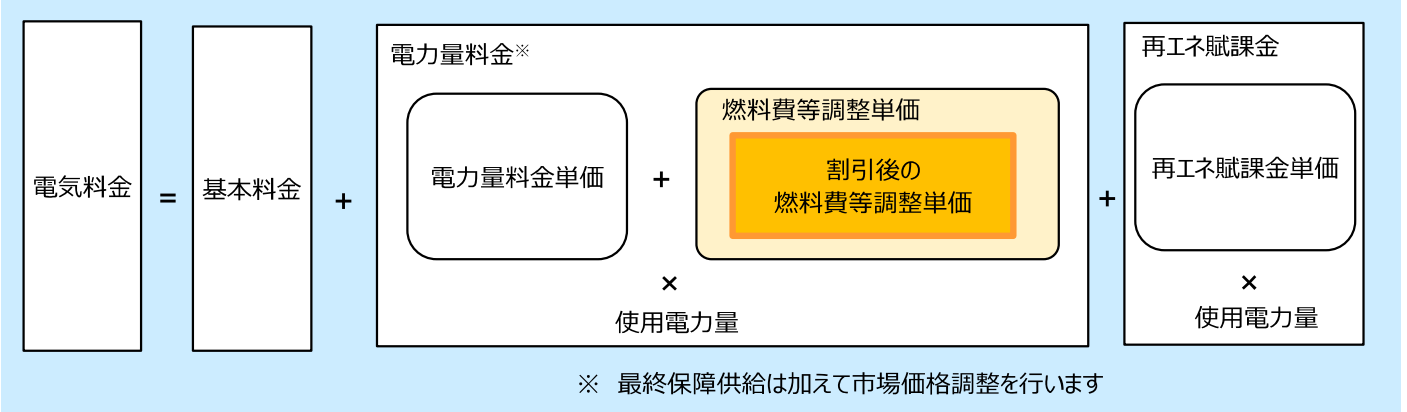 電気料金
=
基本料金
+
電力量料金※
電力量料金単価
+
燃料費等調整単価
割引後の
燃料費等調整単価
×
使用電力量
+
再エネ賦課金
再エネ賦課金単価
×
使用電力量
※ 最終保障供給は加えて市場価格調整を行います